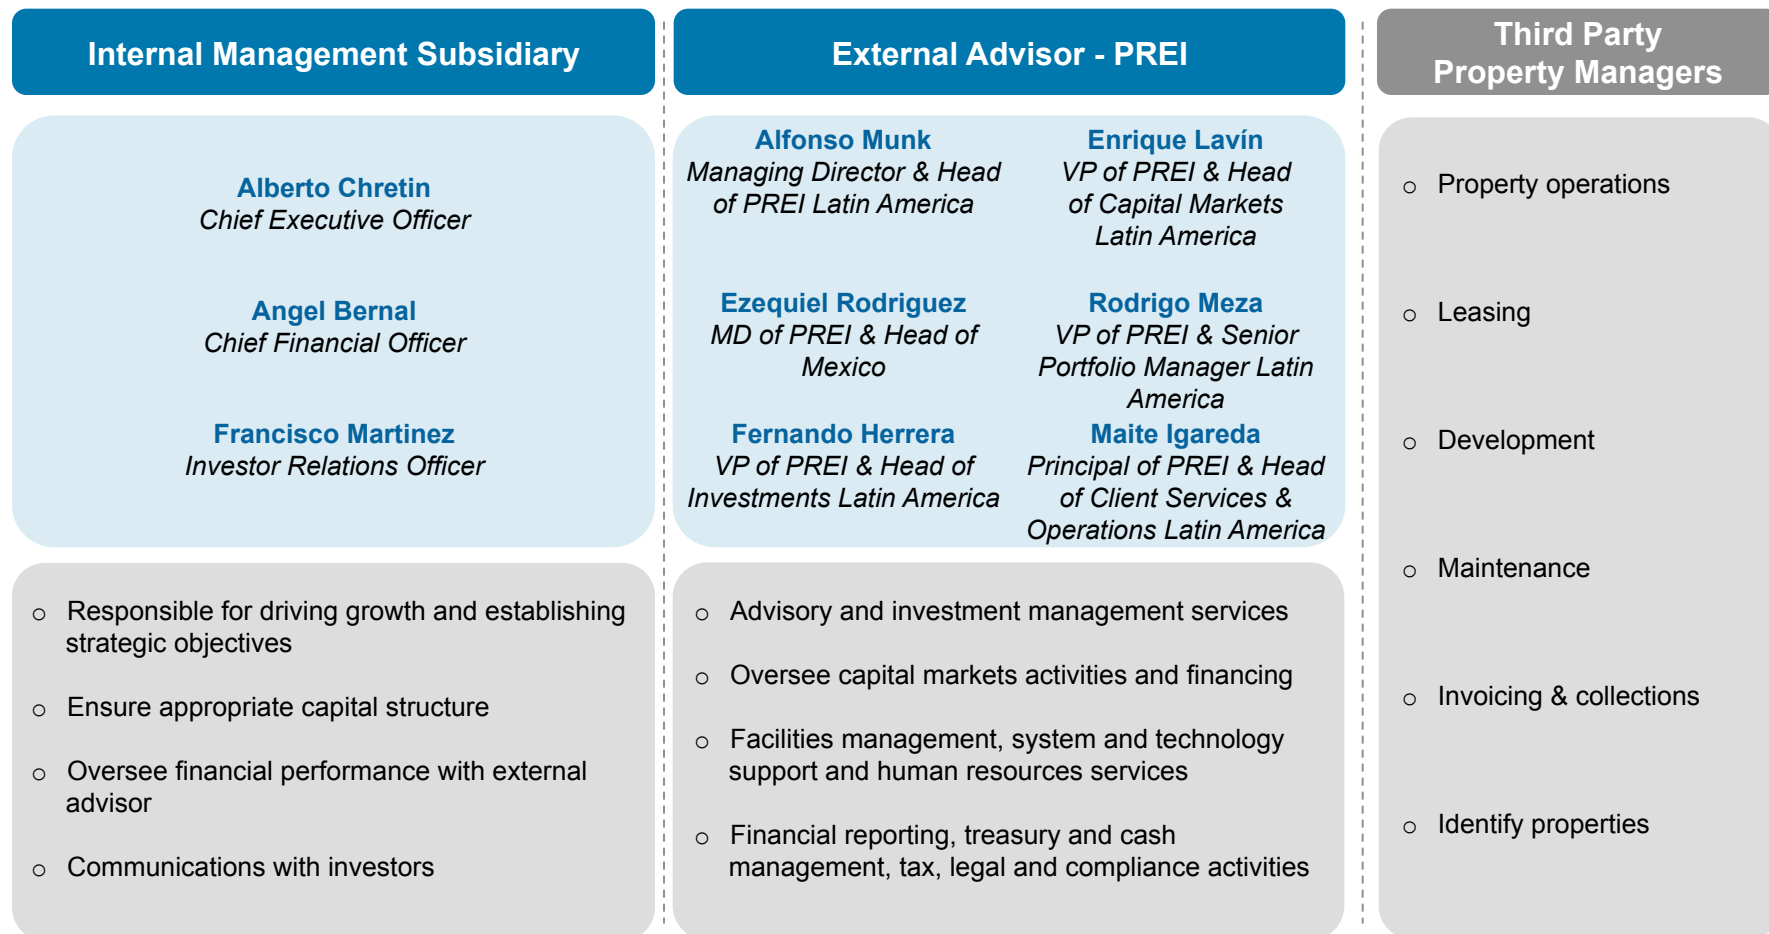 Internal Management Subsidiary
Alberto Chretin
Chief Executive Officer
Angel Bernal
Chief Financial Officer
Francisco Martinez
Investor Relations Officer
o Responsible for driving growth and establishing
strategic objectives
o Ensure appropriate capital structure
o Oversee financial performance with external
advisor
o Communications with investors
External Advisor - PREI
Alfonso Munk
Managing Director & Head
of PREI Latin America
Enrique Lavín
VP of PREI & Head
of Capital Markets
Latin America
Ezequiel Rodriguez
MD of PREI & Head of
Mexico
Rodrigo Meza
VP of PREI & Senior
Portfolio Manager Latin
America
Fernando Herrera
VP of PREI & Head of
Investments Latin America
Maite Igareda
Principal of PREI & Head
of Client Services &
Operations Latin America
o Advisory and investment management services
o Oversee capital markets activities and financing
o Facilities management, system and technology
support and human resources services
o Financial reporting, treasury and cash
management, tax, legal and compliance activities
Third Party
Property Managers
o Property operations
o Leasing
o Development
o Maintenance
o Invoicing & collections
o Identify properties